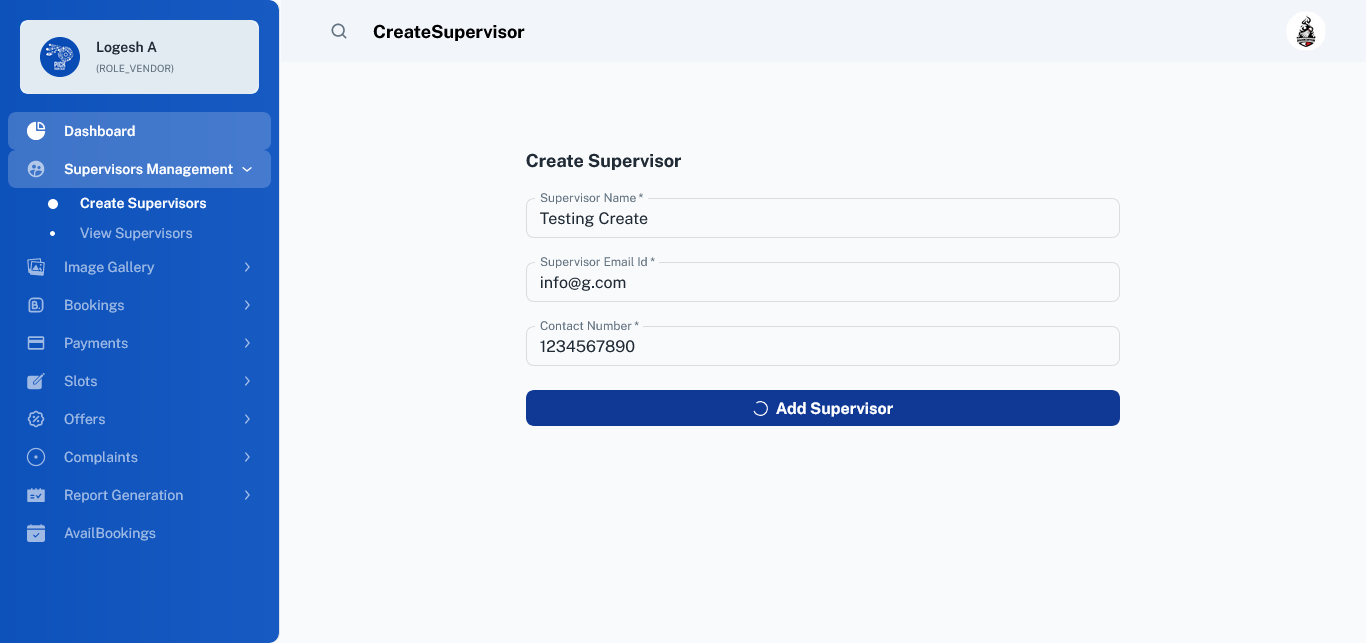 Logesh A
(ROLE_VENDOR)
Dashboard
Supervisors Management
Create Supervisors
View Supervisors
Image Gallery
Bookings
Payments
Slots
Offers
Complaints
Report Generation
AvailBookings
CreateSupervisor
Create Supervisor
Supervisor Name *
Testing Create
Supervisor Email Id *
info@g.com
Contact Number *
1234567890
Add Supervisor